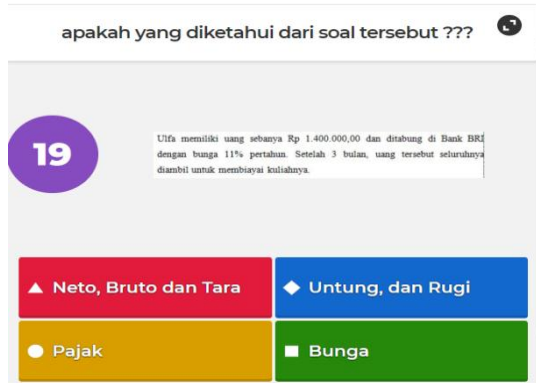 apakah yang diketahui dari soal tersebut ???
19
Ulfa memiliki uang sebanya Rp 1.400.000,00 dan ditabung di Bank BRI
dengan bunga 11% pertahun. Setelah 3 bulan, uang tersebut seluruhnya
diambil untuk membiayai kuliahnya.
Neto, Bruto dan Tara
Untung, dan Rugi
Pajak
Bunga